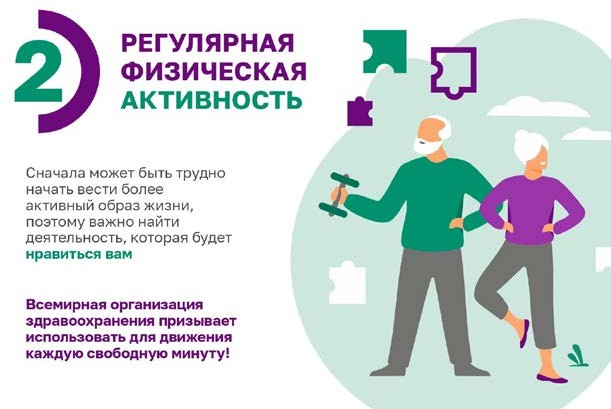 2
РЕГУЛЯРНАЯ
ФИЗИЧЕСКАЯ
АКТИВНОСТЬ
Сначала может быть трудно
начать вести более
активный образ жизни,
поэтому важно найти
деятельность, которая будет
нравиться вам
Всемирная организация
здравоохранения призывает
использовать для движения
каждую свободную минуту!